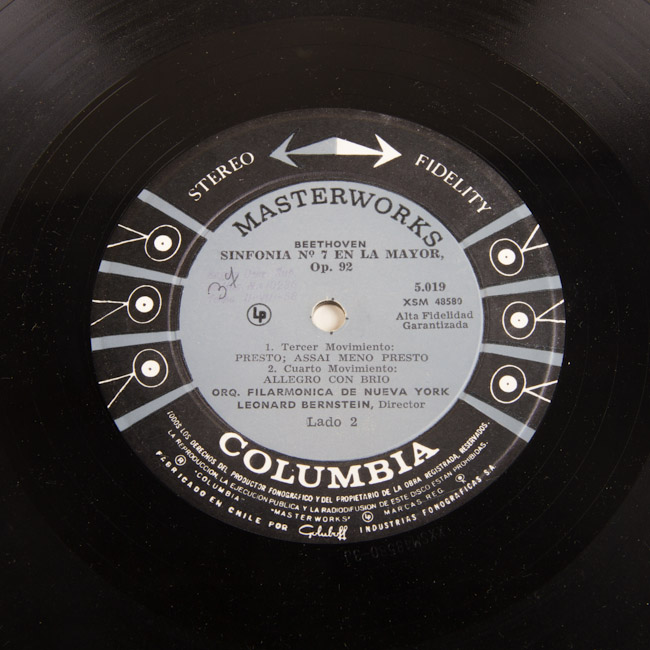 STEREO FIDELITY
MASTERWORKS
BEETHOVEN
SINFONIA Nº 7 EN LA MAYOR,
Op. 92
5.019
XSM 48580
LP
Alta Fidelidad
Garantizada
1. Tercer Movimiento:
PRESTO; ASSAI MENO PRESTO
2. Cuarto Movimiento:
ALLEGRO CON BRIO
ORQ. FILARMONICA DE NUEVA YORK
LEONARD BERNSTEIN, Director
Lado 2
COLUMBIA
TODOS LOS DERECHOS DEL PRODUCTOR FONOGRAFICO Y DEL PROPIETARIO DE LA OBRA REGISTRADA, RESERVADOS.
LA REPRODUCCION, LA EJECUCION PUBLICA Y LA RADIODIFUSION DE ESTE DISCO ESTAN PROHIBIDAS.
® "COLUMBIA" "MASTERWORKS" LP MARCAS REG.
FABRICADO EN CHILE POR INDUSTRIAS FONOGRAFICAS S.A.